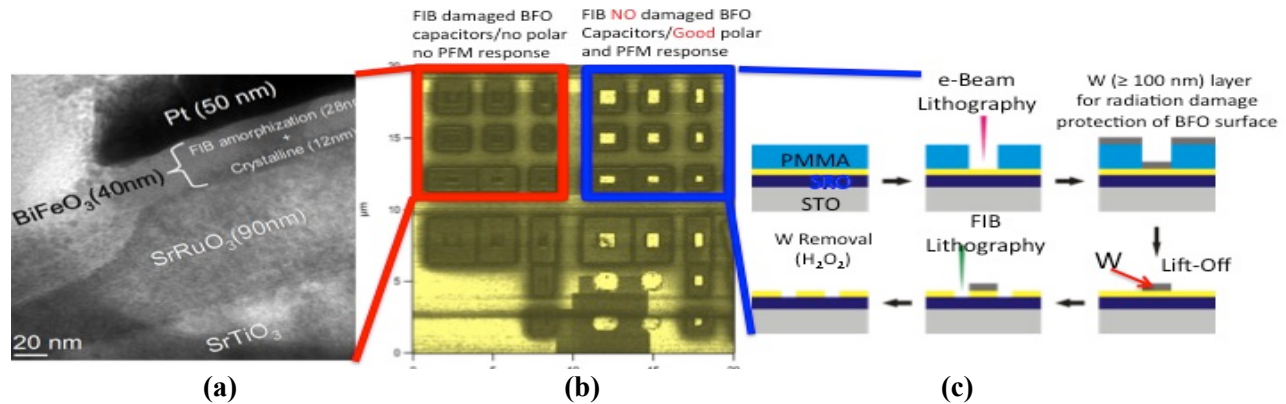 FIB damaged BFO
capacitors/no polar
no PFM response
FIB NO damaged BFO
Capacitors/Good polar
and PFM response
Pt (50 nm)
FIB amorphization (28n
+
Crystalline (12nm)
BiFeO₃(40nm)
SrRuO₃(90nm)
SrTiO₃
20 nm
15
10
µm
5
0
0
5
10
15
20
e-Beam
Lithography
W (≥ 100 nm) layer
for radiation damage
protection of BFO surface
PMMA
SRO
STO
FIB
Lithography
W Removal
(H₂O₂)
W
Lift-Off
(a)
(b)
(c)